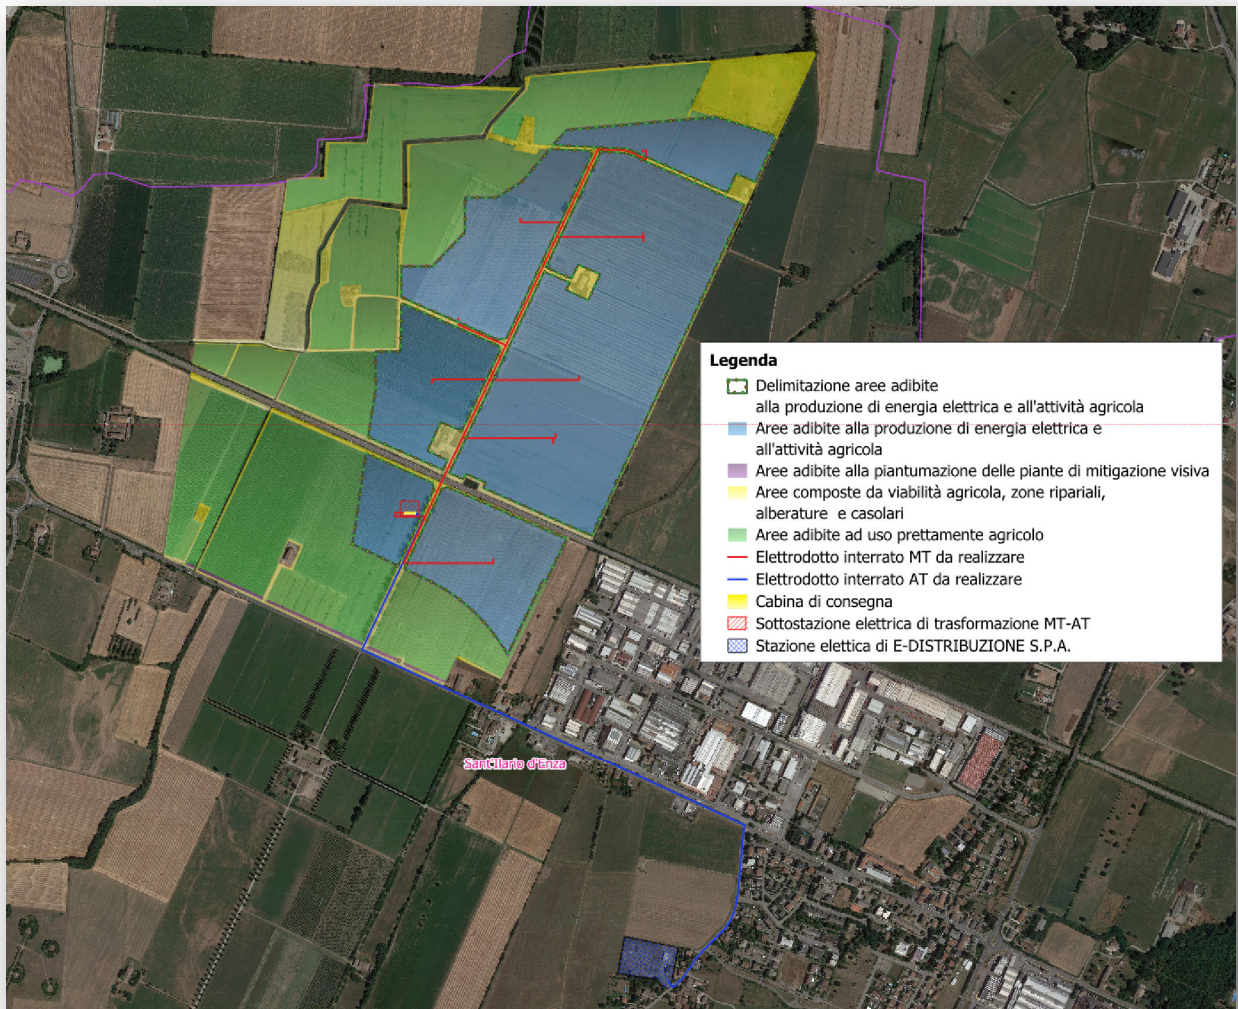 Legenda
Delimitazione aree adibite
alla produzione di energia elettrica e all'attività agricola
Aree adibite alla produzione di energia elettrica e
all'attività agricola
Aree adibite alla piantumazione delle piante di mitigazione visiva
Aree composte da viabilità agricola, zone ripariali,
alberature e casolari
Aree adibite ad uso prettamente agricolo
Elettrodotto interrato MT da realizzare
Elettrodotto interrato AT da realizzare
Cabina di consegna
Sottostazione elettrica di trasformazione MT-AT
Stazione elettica di E-DISTRIBUZIONE S.P.A.
Sant'Ilario d'Enza